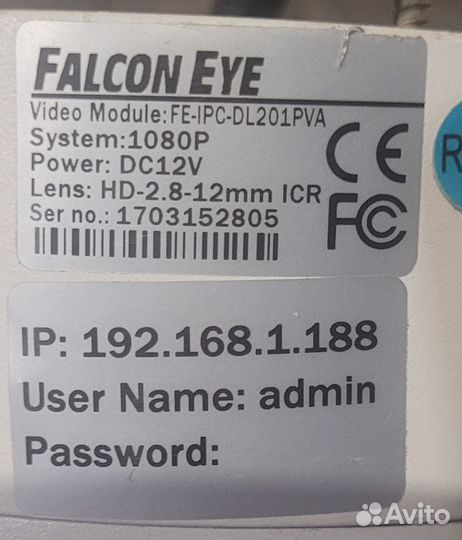 FALCON EYE
Video Module:FE-IPC-DL201PVA
System:1080P
Power: DC12V
Lens: HD-2.8-12mm ICR
Ser no.: 1703152805
CE
FC
R
IP: 192.168.1.188
User Name: admin
Password:
Avito